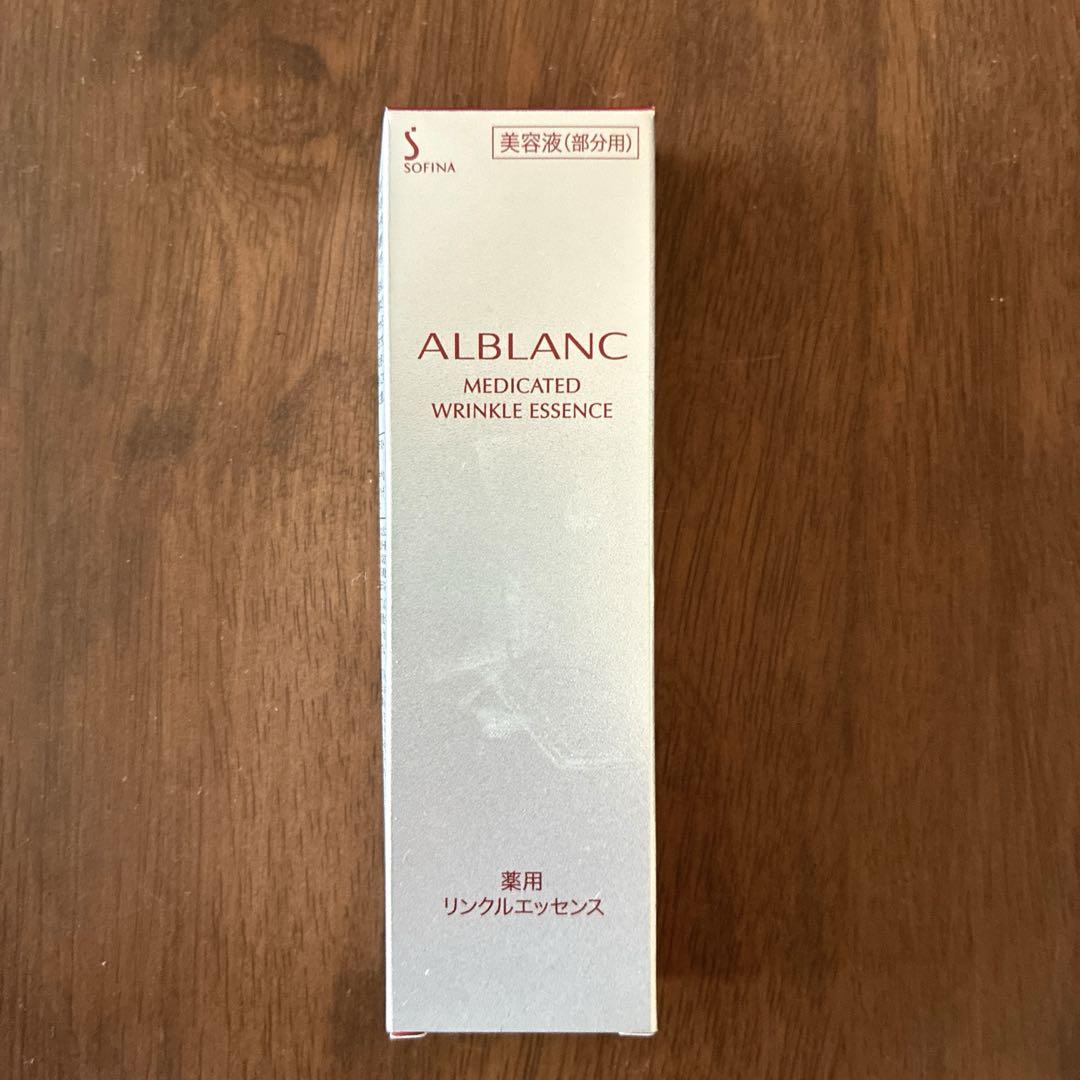 SOFINA
美容液(部分用)
ALBLANC
MEDICATED
WRINKLE ESSENCE
薬用
リンクルエッセンス